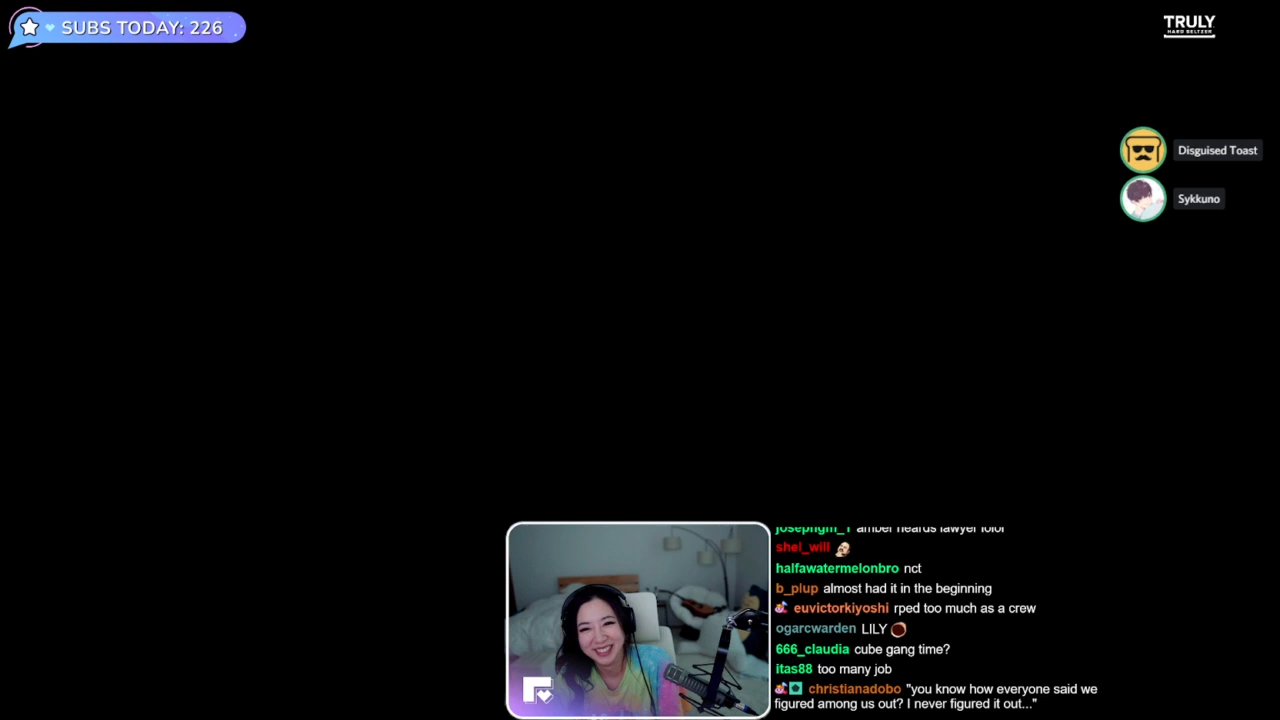 SUBS TODAY: 226
TRULY
HARD SELTZER
Disguised Toast
Sykkuno
josephgm_1 amber heards lawyer lolol
shel_will
halfawatermelonbro nct
b_plup almost had it in the beginning
euvictorkiyoshi rped too much as a crew
ogarcwarden LILY
666_claudia cube gang time?
itas88 too many job
christianadobo "you know how everyone said we
figured among us out? I never figured it out..."